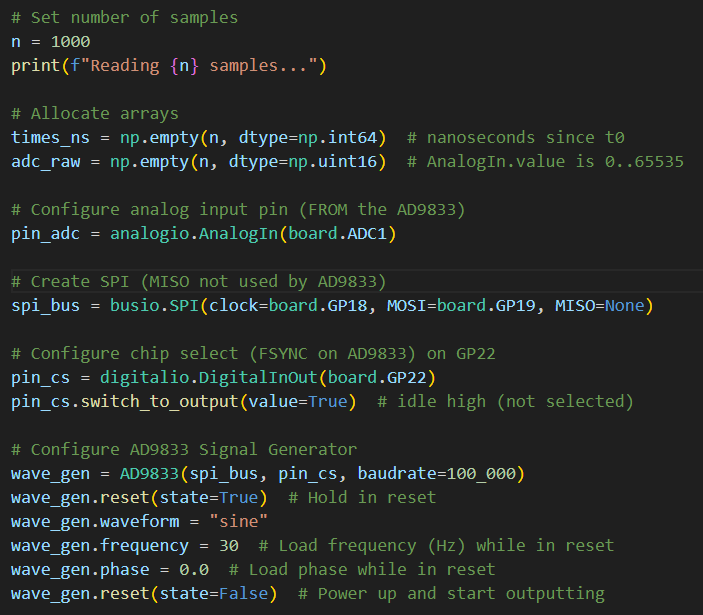 # Set number of samples
n = 1000
print(f"Reading {n} samples...")

# Allocate arrays
times_ns = np.empty(n, dtype=np.int64)  # nanoseconds since t0
adc_raw = np.empty(n, dtype=np.uint16)  # AnalogIn.value is 0..65535

# Configure analog input pin (FROM the AD9833)
pin_adc = analogio.AnalogIn(board.ADC1)

# Create SPI (MISO not used by AD9833)
spi_bus = busio.SPI(clock=board.GP18, MOSI=board.GP19, MISO=None)

# Configure chip select (FSYNC on AD9833) on GP22
pin_cs = digitalio.DigitalInOut(board.GP22)
pin_cs.switch_to_output(value=True)  # idle high (not selected)

# Configure AD9833 Signal Generator
wave_gen = AD9833(spi_bus, pin_cs, baudrate=100_000)
wave_gen.reset(state=True)  # Hold in reset
wave_gen.waveform = "sine"
wave_gen.frequency = 30  # Load frequency (Hz) while in reset
wave_gen.phase = 0.0  # Load phase while in reset
wave_gen.reset(state=False)  # Power up and start outputting